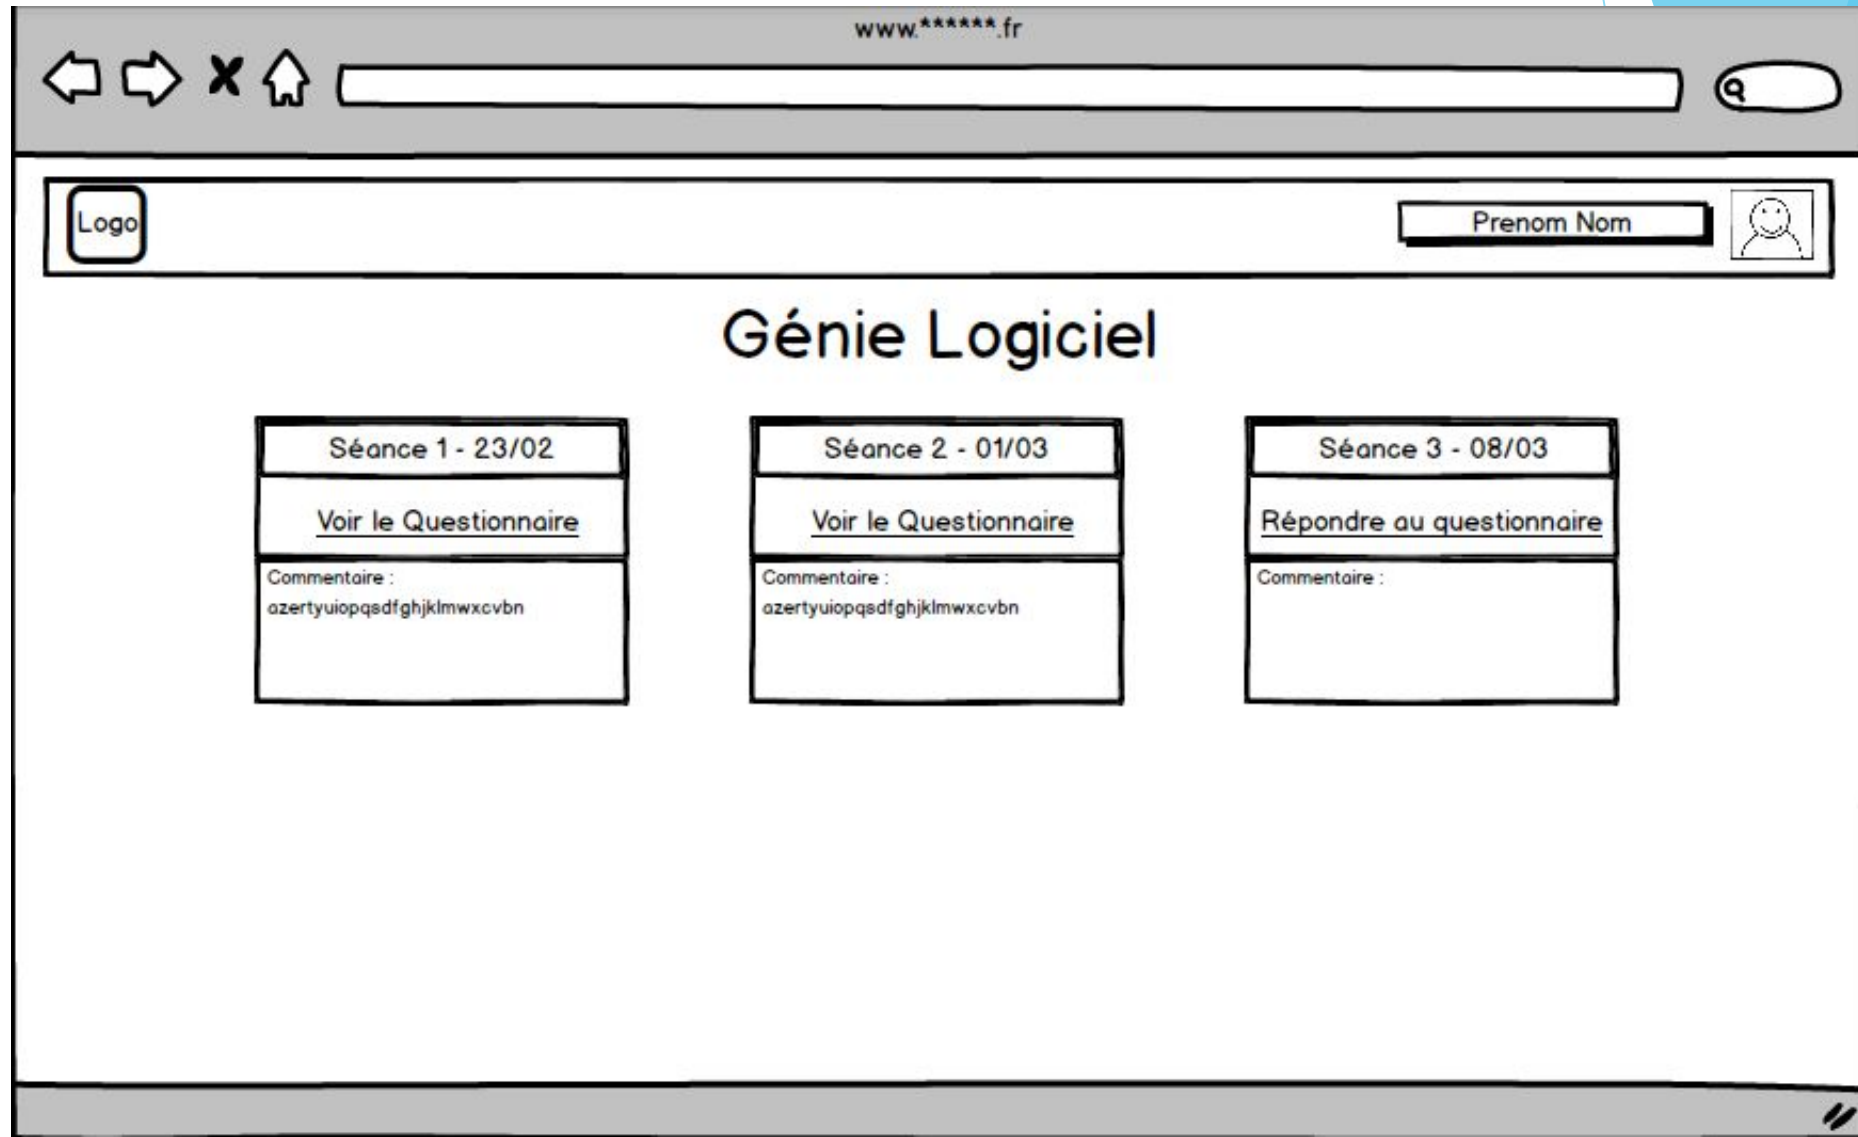 www.******.fr
Logo
Prenom Nom
Génie Logiciel
Séance 1 - 23/02
Voir le Questionnaire
Commentaire :
azertyuiopqsdfghjklmwxcvbn
Séance 2 - 01/03
Voir le Questionnaire
Commentaire :
azertyuiopqsdfghjklmwxcvbn
Séance 3 - 08/03
Répondre au questionnaire
Commentaire :